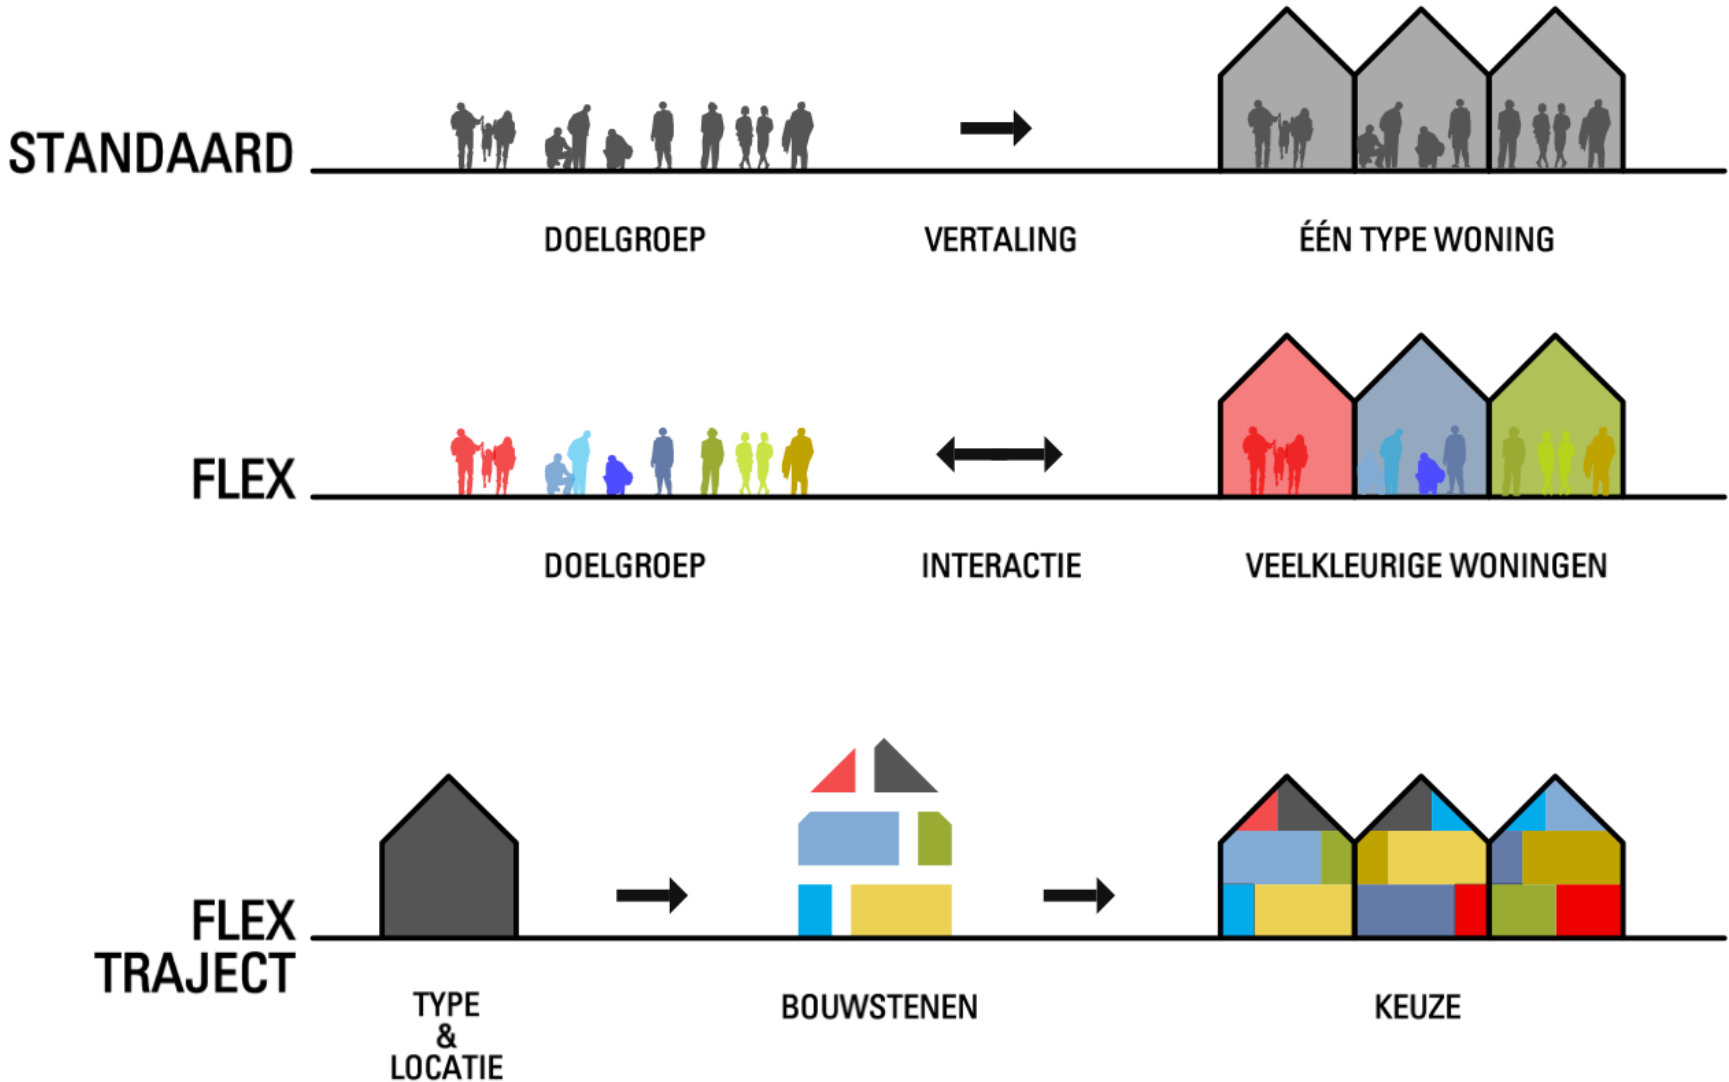 STANDAARD
DOELGROEP
VERTALING
ÉÉN TYPE WONING
FLEX
DOELGROEP
INTERACTIE
VEELKLEURIGE WONINGEN
FLEX
TRAJECT
TYPE
&
LOCATIE
BOUWSTENEN
KEUZE